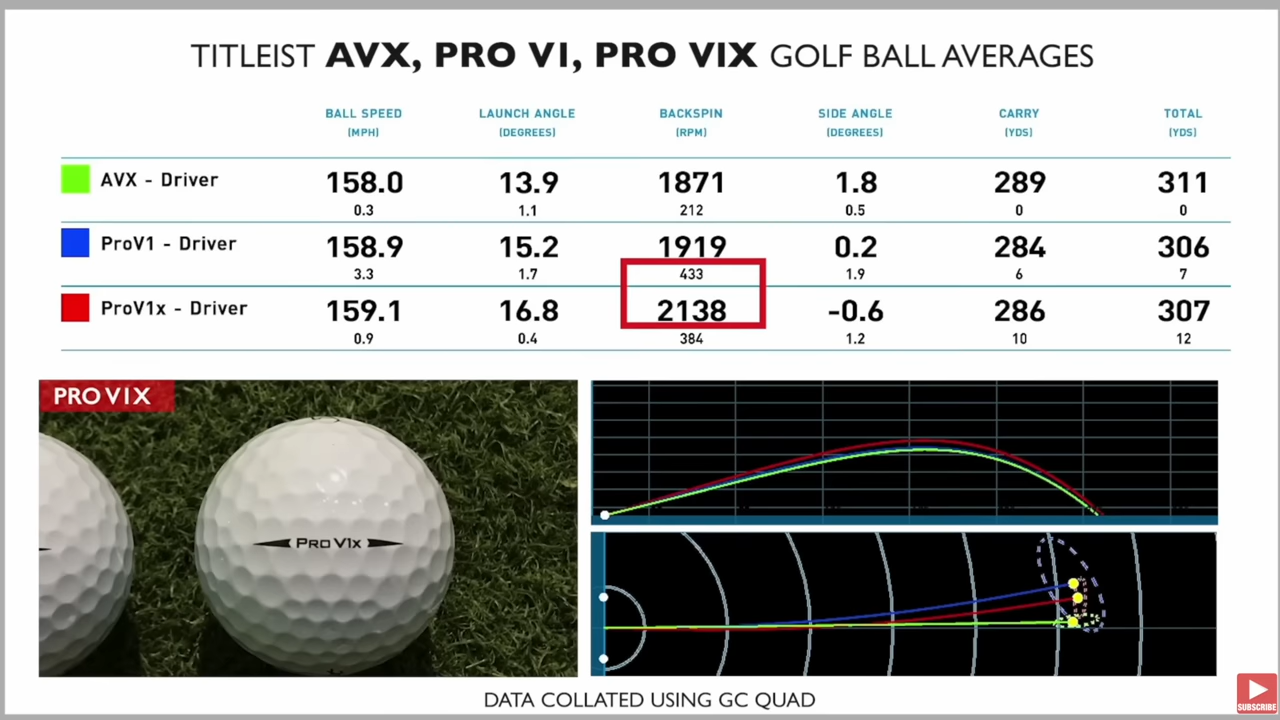 TITLEIST AVX, PRO V1, PRO V1X GOLF BALL AVERAGES
BALL SPEED LAUNCH ANGLE BACKSPIN SIDE ANGLE CARRY TOTAL
(MPH) (DEGREES) (RPM) (DEGREES) (YDS) (YDS)
AVX - Driver 158.0 13.9 1871 1.8 289 311
0.3 1.1 212 0.5 0 0
ProV1 - Driver 158.9 15.2 1919 0.2 284 306
3.3 1.7 433 1.9 6 7
ProV1x - Driver 159.1 16.8 2138 -0.6 286 307
0.9 0.4 384 1.2 10 12
PRO V1X
PRO V1x
DATA COLLATED USING GC QUAD
SUBSCRIBE